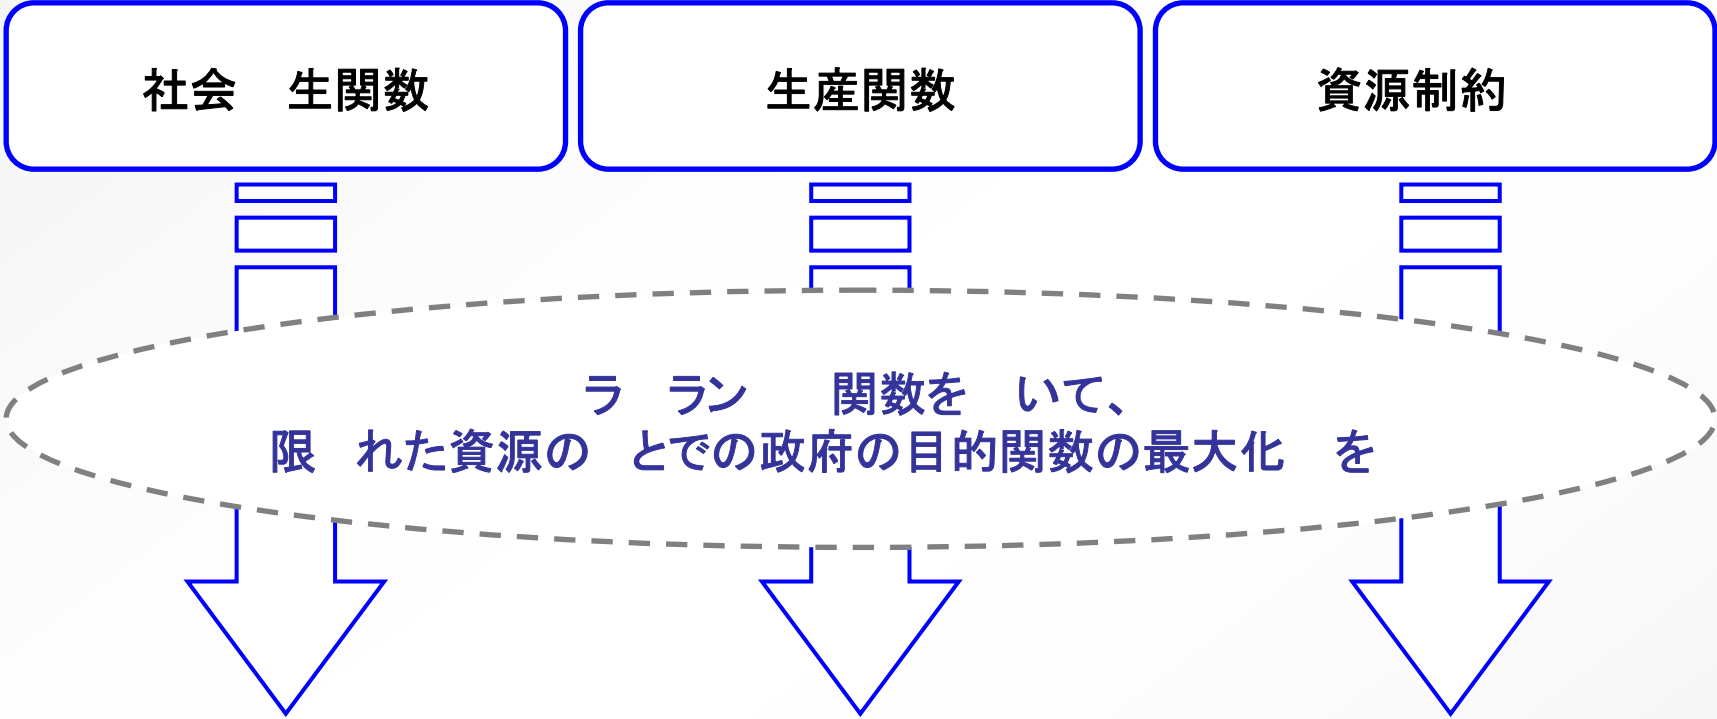 社会　生関数
生産関数
資源制約
ラ　ラン　　関数を　いて、
限　れた資源の　とでの政府の目的関数の最大化　を